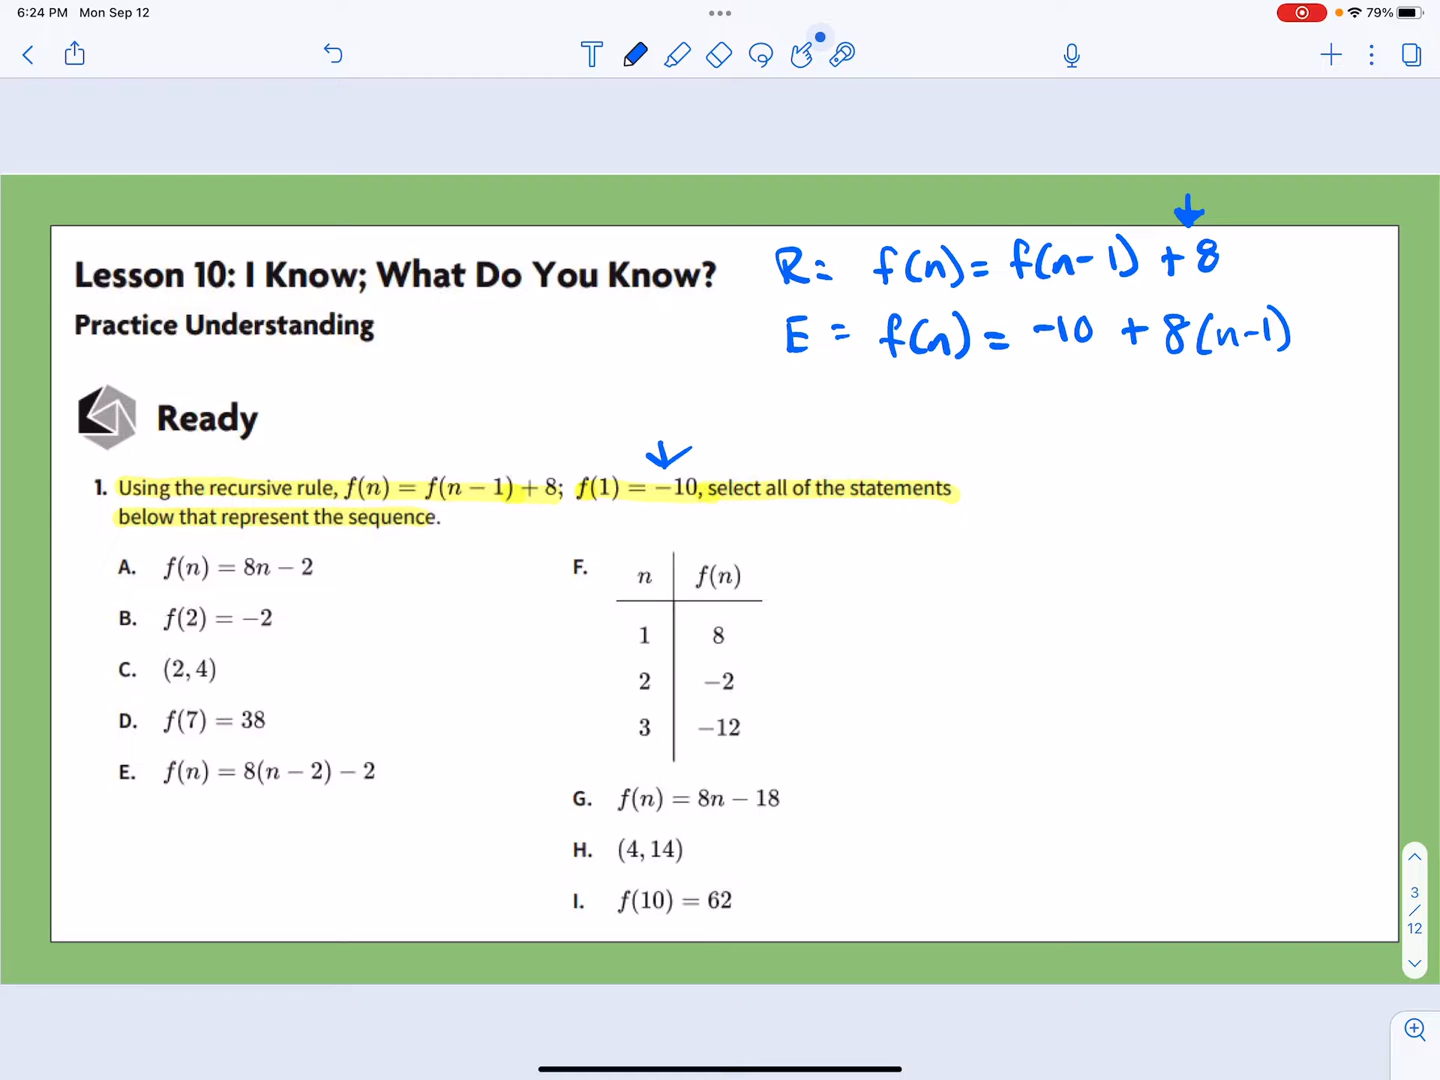 6:24 PM Mon Sep 12
79%
Lesson 10: I Know; What Do You Know?
Practice Understanding
R= f(n)= f(n-1) +8
E = f(n)= -10 + 8(n-1)
Ready
1. Using the recursive rule, f(n) = f(n − 1) + 8; f(1) = −10, select all of the statements
below that represent the sequence.
A. f(n) = 8n − 2
B. f(2) = −2
C. (2, 4)
D. f(7) = 38
E. f(n) = 8(n − 2) − 2
F. n f(n)
1 8
2 −2
3 −12
G. f(n) = 8n − 18
H. (4, 14)
I. f(10) = 62
3
/
12